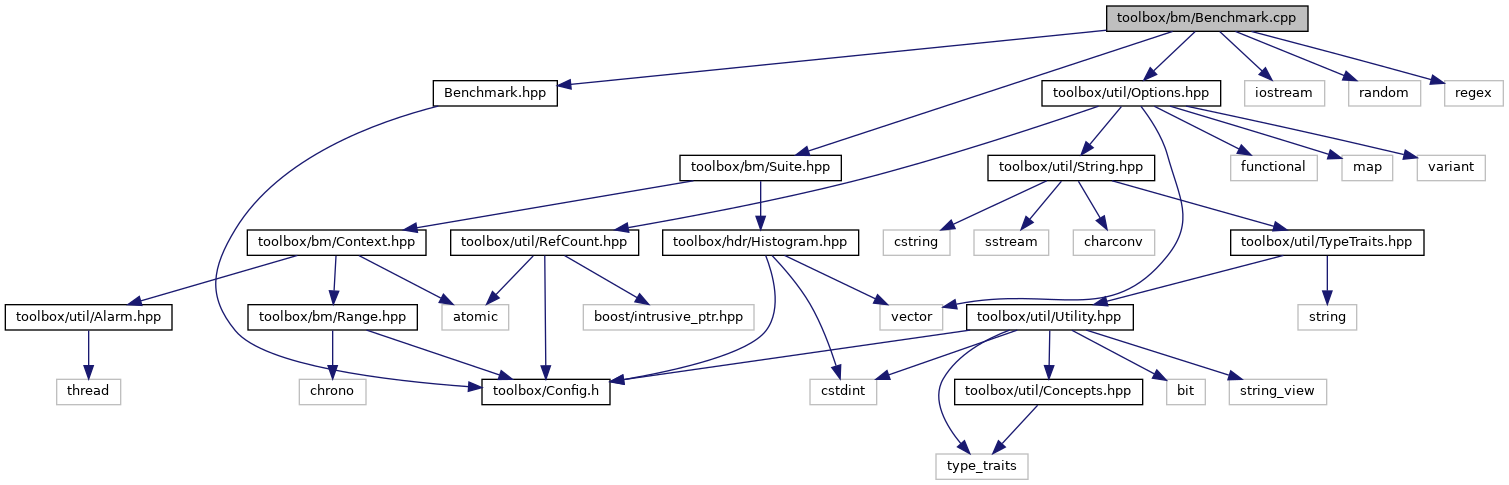 toolbox/bm/Benchmark.cpp
Benchmark.hpp
toolbox/util/Options.hpp
iostream
random
regex
toolbox/bm/Suite.hpp
toolbox/util/String.hpp
functional
map
variant
toolbox/bm/Context.hpp
toolbox/util/RefCount.hpp
toolbox/hdr/Histogram.hpp
cstring
sstream
charconv
toolbox/util/TypeTraits.hpp
toolbox/util/Alarm.hpp
toolbox/bm/Range.hpp
atomic
boost/intrusive_ptr.hpp
vector
toolbox/util/Utility.hpp
string
thread
chrono
toolbox/Config.h
cstdint
toolbox/util/Concepts.hpp
bit
string_view
type_traits